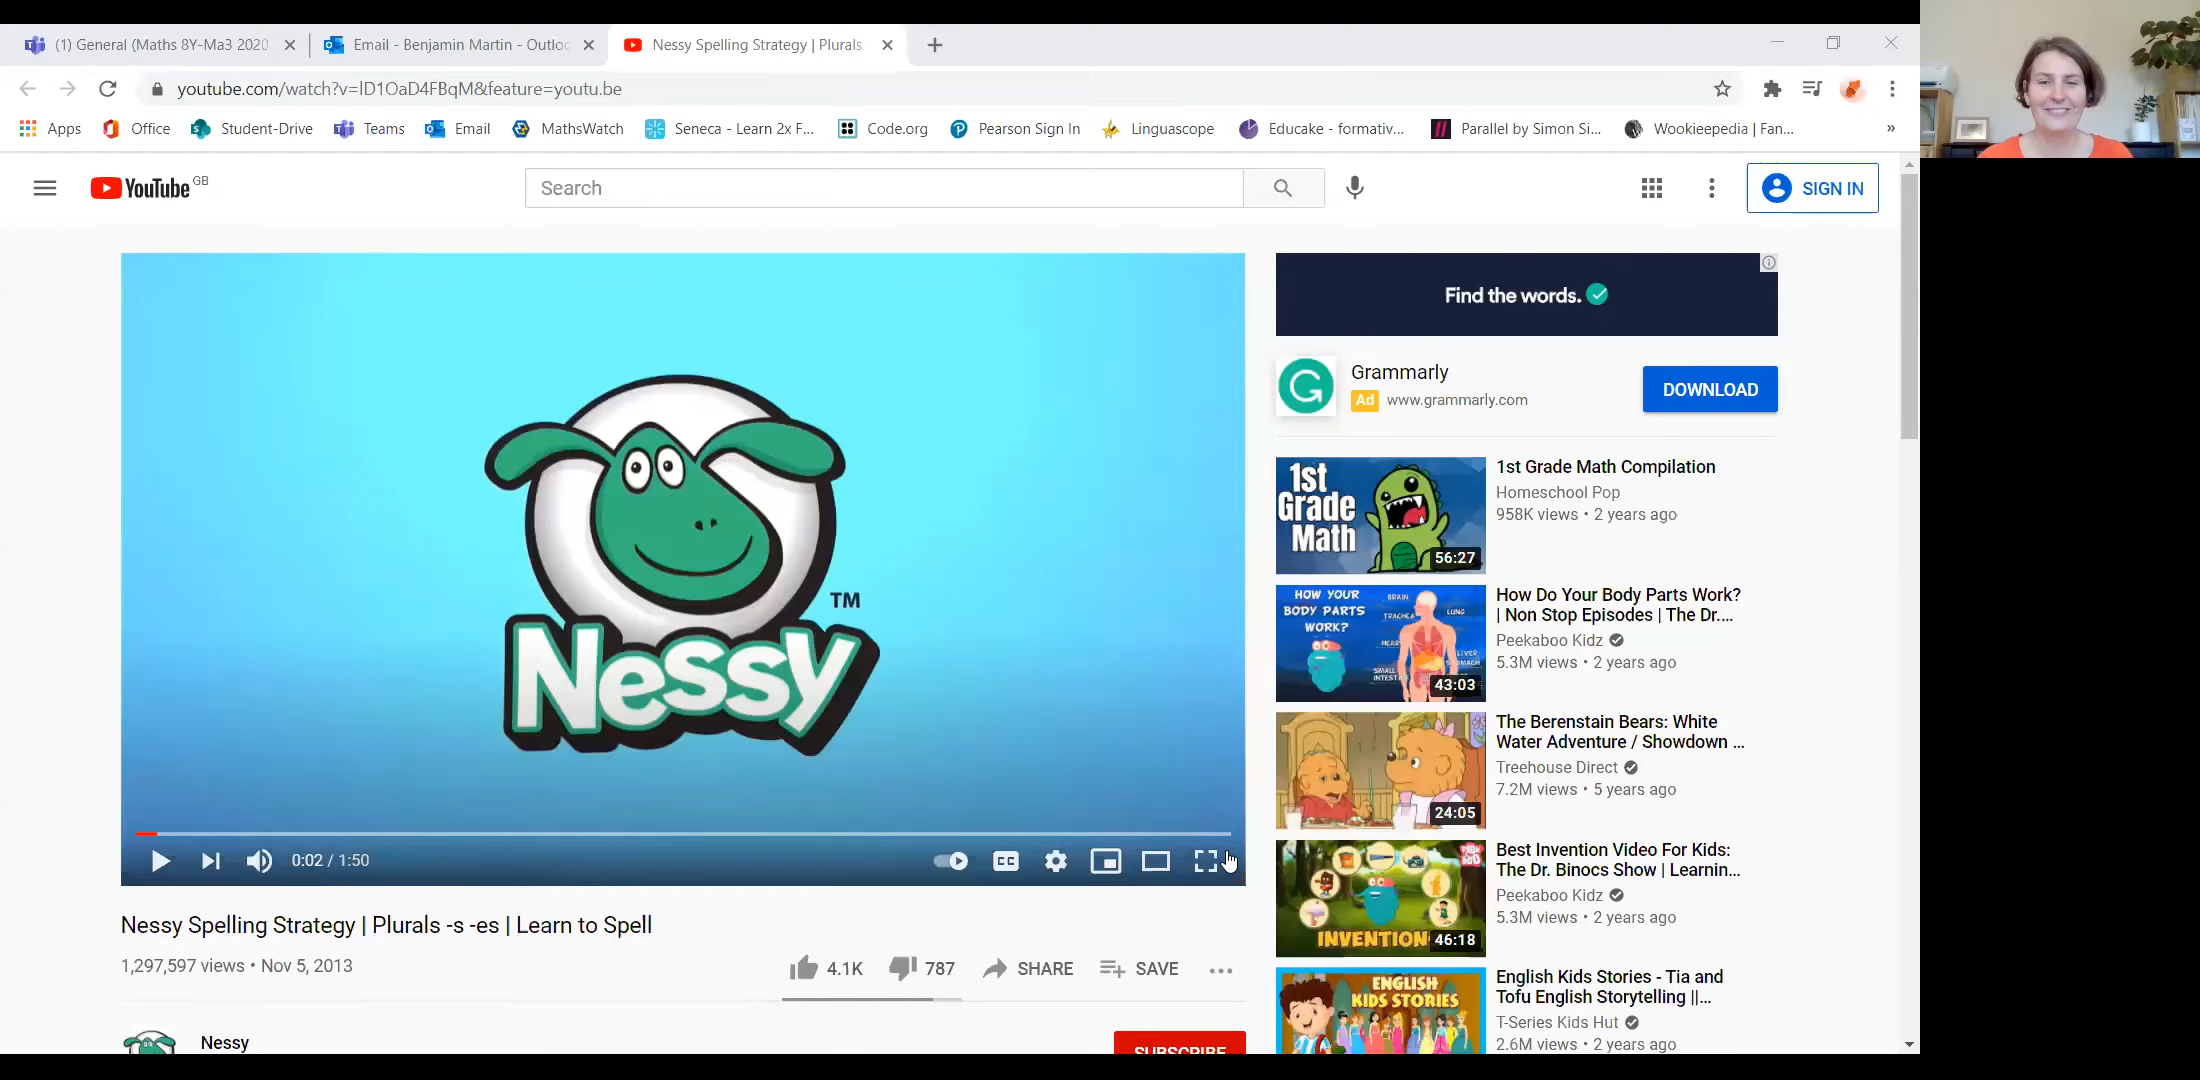 (1) General (Maths 8Y-Ma3 2020
Email - Benjamin Martin - Outloo
Nessy Spelling Strategy | Plurals
youtube.com/watch?v=lD1OaD4FBqM&feature=youtu.be
Apps Office Student-Drive Teams Email MathsWatch Seneca - Learn 2x F... Code.org Pearson Sign In Linguascope Educake - formativ... Parallel by Simon Si... Wookieepedia | Fan... »
YouTube GB
Search
SIGN IN
Nessy
TM
0:02 / 1:50
CC
Nessy Spelling Strategy | Plurals -s -es | Learn to Spell
1,297,597 views • Nov 5, 2013
4.1K 787 SHARE SAVE
Nessy
SUBSCRIBE
Find the words.
G
Grammarly
Ad www.grammarly.com
DOWNLOAD
1st
Grade
Math
56:27
1st Grade Math Compilation
Homeschool Pop
958K views • 2 years ago
HOW YOUR
BODY PARTS
WORK?
BRAIN
TRACHEA
LUNG
HEART
LIVER
STOMACH
SMALL
43:03
How Do Your Body Parts Work?
| Non Stop Episodes | The Dr....
Peekaboo Kidz
5.3M views • 2 years ago
24:05
The Berenstain Bears: White
Water Adventure / Showdown ...
Treehouse Direct
7.2M views • 5 years ago
INVENTION
46:18
Best Invention Video For Kids:
The Dr. Binocs Show | Learnin...
Peekaboo Kidz
5.3M views • 2 years ago
ENGLISH
KIDS STORIES
English Kids Stories - Tia and
Tofu English Storytelling ||...
T-Series Kids Hut
2.6M views • 2 years ago